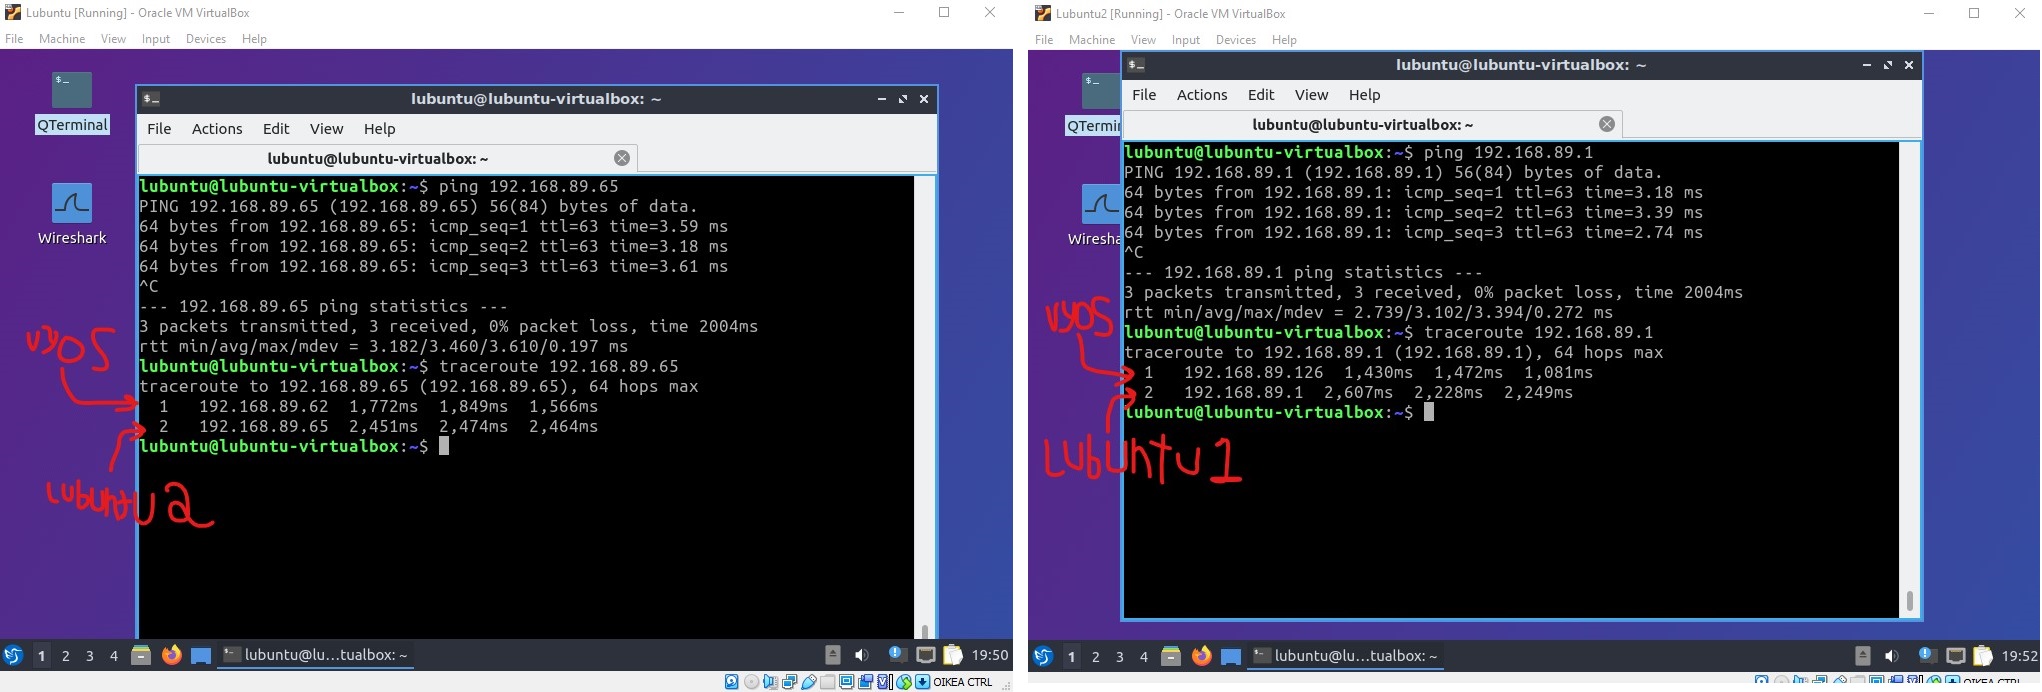 Lubuntu [Running] - Oracle VM VirtualBox
File Machine View Input Devices Help
QTerminal
Wireshark
lubuntu@lubuntu-virtualbox: ~
File Actions Edit View Help
lubuntu@lubuntu-virtualbox: ~
lubuntu@lubuntu-virtualbox:~$ ping 192.168.89.65
PING 192.168.89.65 (192.168.89.65) 56(84) bytes of data.
64 bytes from 192.168.89.65: icmp_seq=1 ttl=63 time=3.59 ms
64 bytes from 192.168.89.65: icmp_seq=2 ttl=63 time=3.18 ms
64 bytes from 192.168.89.65: icmp_seq=3 ttl=63 time=3.61 ms
^C
--- 192.168.89.65 ping statistics ---
3 packets transmitted, 3 received, 0% packet loss, time 2004ms
rtt min/avg/max/mdev = 3.182/3.460/3.610/0.197 ms
lubuntu@lubuntu-virtualbox:~$ traceroute 192.168.89.65
traceroute to 192.168.89.65 (192.168.89.65), 64 hops max
1 192.168.89.62 1,772ms 1,849ms 1,566ms
2 192.168.89.65 2,451ms 2,474ms 2,464ms
lubuntu@lubuntu-virtualbox:~$
vyos
Lubuntu 2
1 2 3 4 lubuntu@lu...tualbox: ~ 19:50
OIKEA CTRL
Lubuntu2 [Running] - Oracle VM VirtualBox
File Machine View Input Devices Help
QTermin
Wiresha
lubuntu@lubuntu-virtualbox: ~
File Actions Edit View Help
lubuntu@lubuntu-virtualbox: ~
lubuntu@lubuntu-virtualbox:~$ ping 192.168.89.1
PING 192.168.89.1 (192.168.89.1) 56(84) bytes of data.
64 bytes from 192.168.89.1: icmp_seq=1 ttl=63 time=3.18 ms
64 bytes from 192.168.89.1: icmp_seq=2 ttl=63 time=3.39 ms
64 bytes from 192.168.89.1: icmp_seq=3 ttl=63 time=2.74 ms
^C
--- 192.168.89.1 ping statistics ---
3 packets transmitted, 3 received, 0% packet loss, time 2004ms
rtt min/avg/max/mdev = 2.739/3.102/3.394/0.272 ms
lubuntu@lubuntu-virtualbox:~$ traceroute 192.168.89.1
traceroute to 192.168.89.1 (192.168.89.1), 64 hops max
1 192.168.89.126 1,430ms 1,472ms 1,081ms
2 192.168.89.1 2,607ms 2,228ms 2,249ms
lubuntu@lubuntu-virtualbox:~$
vyos
Lubuntu 1
1 2 3 4 lubuntu@lu...tualbox: ~ 19:52
OIKEA CTRL